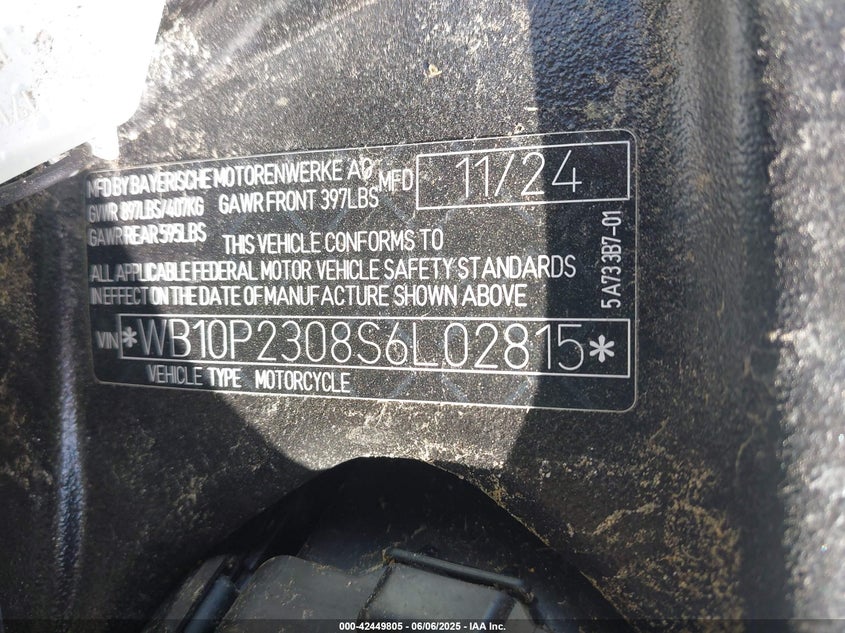 MFD BY BAYERISCHE MOTORENWERKE AG MFD 11/24
GVWR 897LBS/407KG GAWR FRONT 397LBS
GAWR REAR 595LBS THIS VEHICLE CONFORMS TO
ALL APPLICABLE FEDERAL MOTOR VEHICLE SAFETY STANDARDS
IN EFFECT ON THE DATE OF MANUFACTURE SHOWN ABOVE
VIN *WB10P2308S6L02815*
VEHICLE TYPE MOTORCYCLE
5 A73 3B7-01
000-42449805 - 06/06/2025 - IAA Inc.